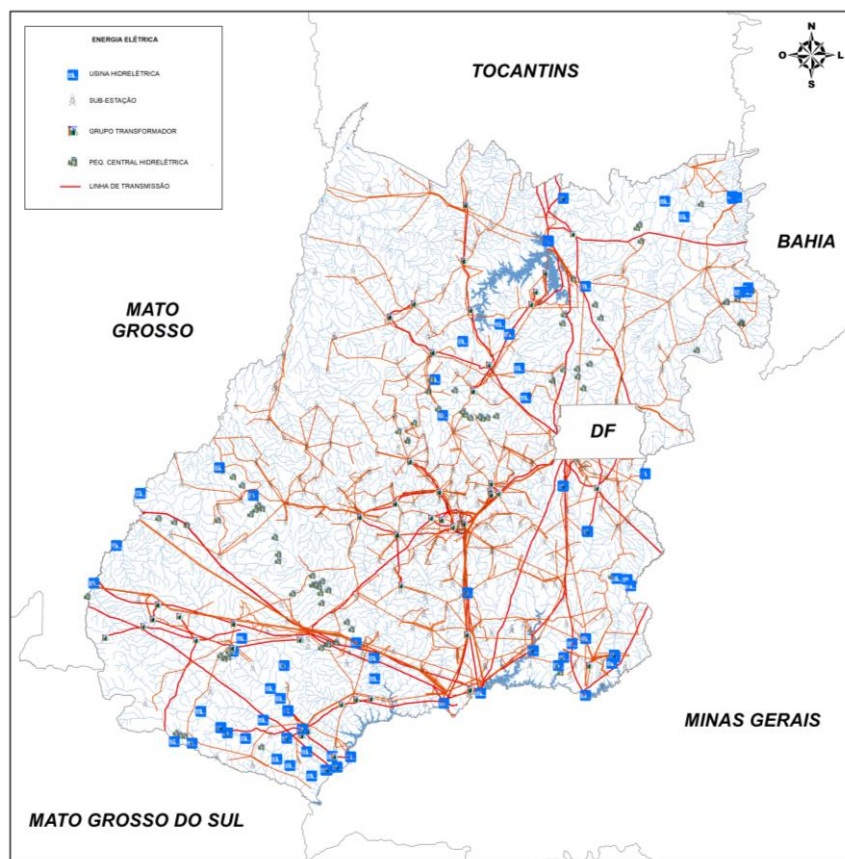 ENERGIA ELÉTRICA
USINA HIDRELÉTRICA
SUB-ESTAÇÃO
GRUPO TRANSFORMADOR
PEQ. CENTRAL HIDRELÉTRICA
LINHA DE TRANSMISSÃO
N
O
L
S
TOCANTINS
BAHIA
MATO
GROSSO
DF
MINAS GERAIS
MATO GROSSO DO SUL